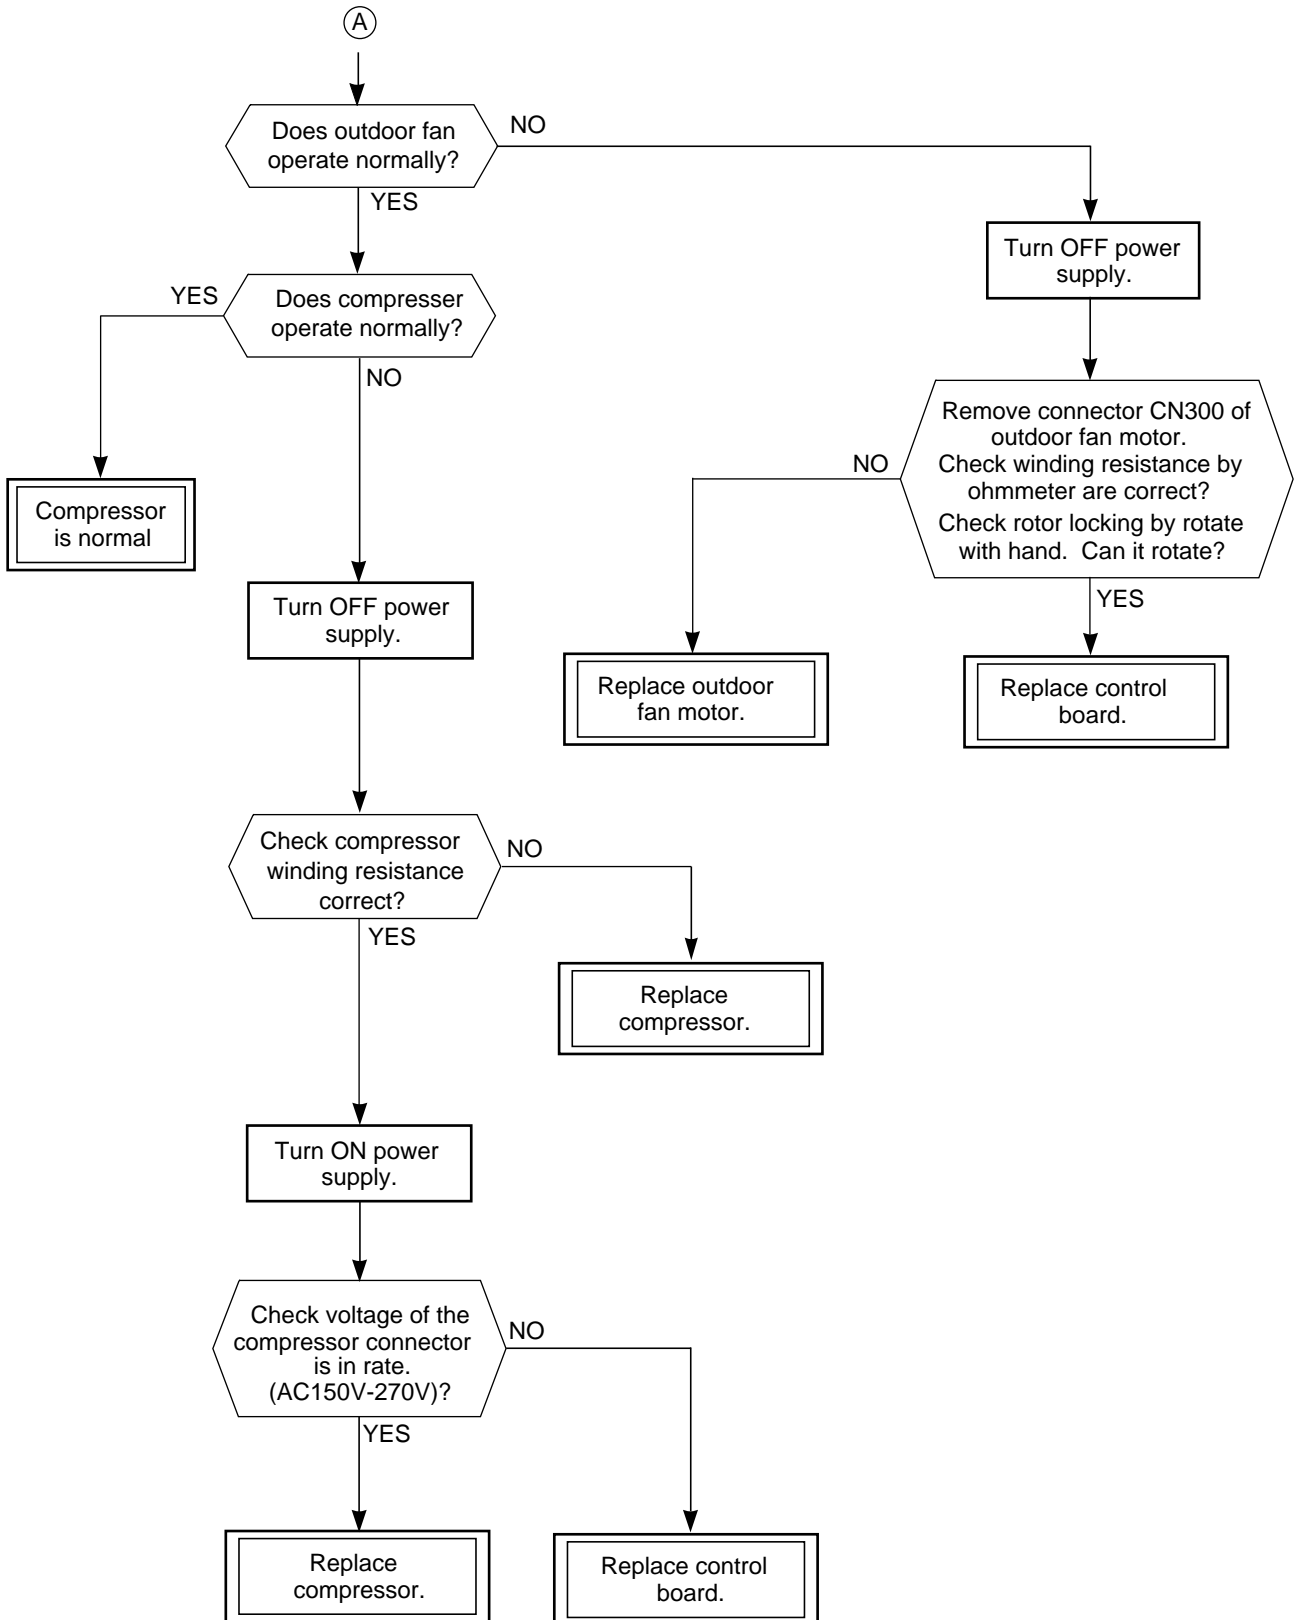 A
Does outdoor fan
operate normally?
NO
YES
Turn OFF power
supply.
Does compresser
operate normally?
YES
NO
Compressor
is normal
Remove connector CN300 of
outdoor fan motor.
Check winding resistance by
ohmmeter are correct?
Check rotor locking by rotate
with hand. Can it rotate?
NO
YES
Turn OFF power
supply.
Replace outdoor
fan motor.
Replace control
board.
Check compressor
winding resistance
correct?
NO
YES
Replace
compressor.
Turn ON power
supply.
Check voltage of the
compressor connector
is in rate.
(AC150V-270V)?
NO
YES
Replace
compressor.
Replace control
board.